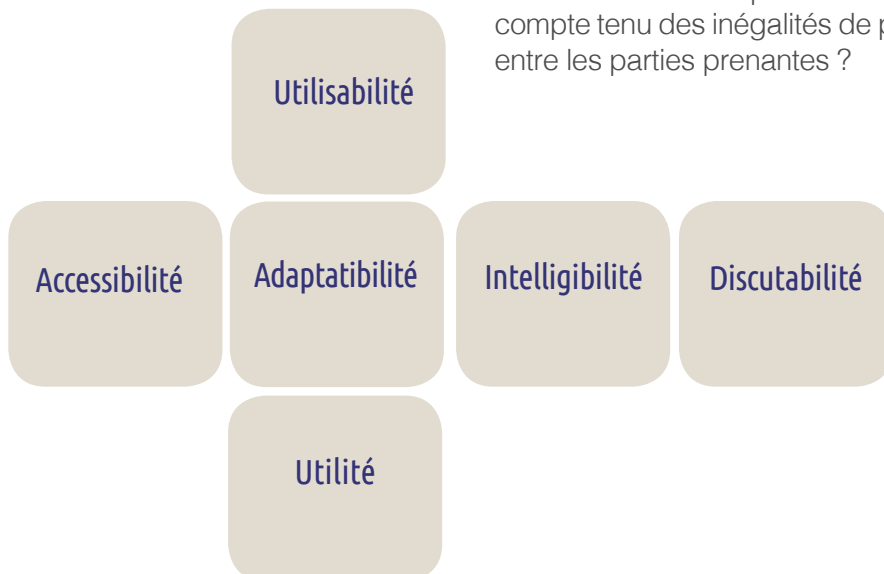 compte tenu des inégalités de
entre les parties prenantes ?
Utilisabilité
Accessibilité
Adaptatibilité
Intelligibilité
Discutabilité
Utilité